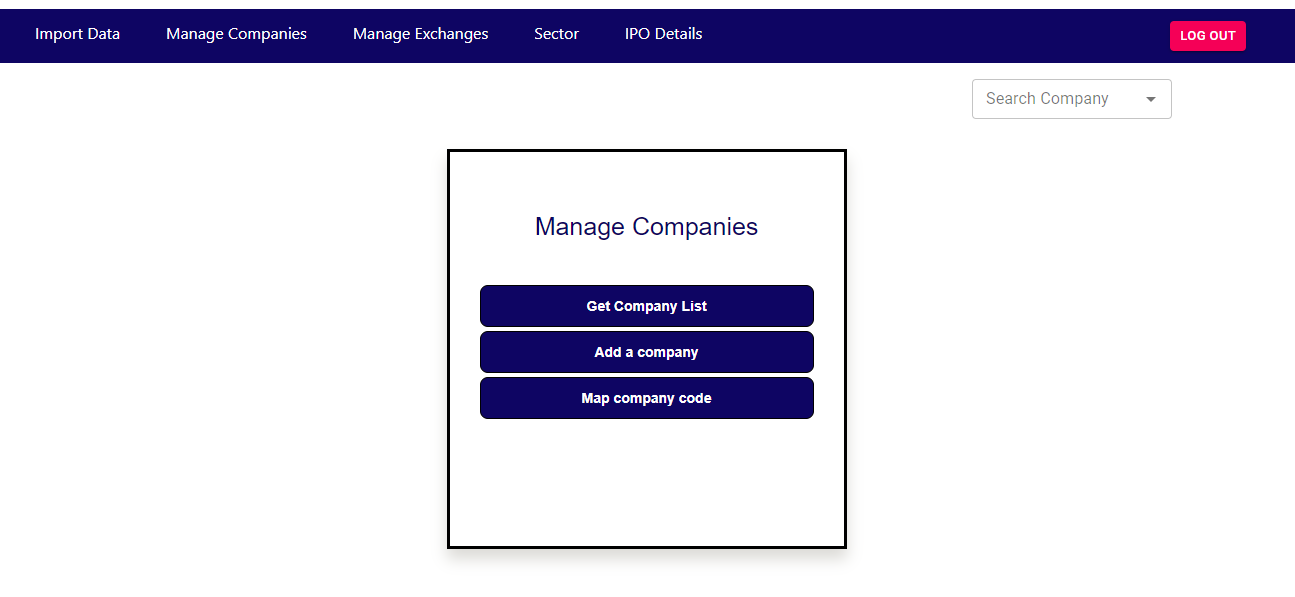 Import Data Manage Companies Manage Exchanges Sector IPO Details LOG OUT
Search Company
Manage Companies
Get Company List
Add a company
Map company code